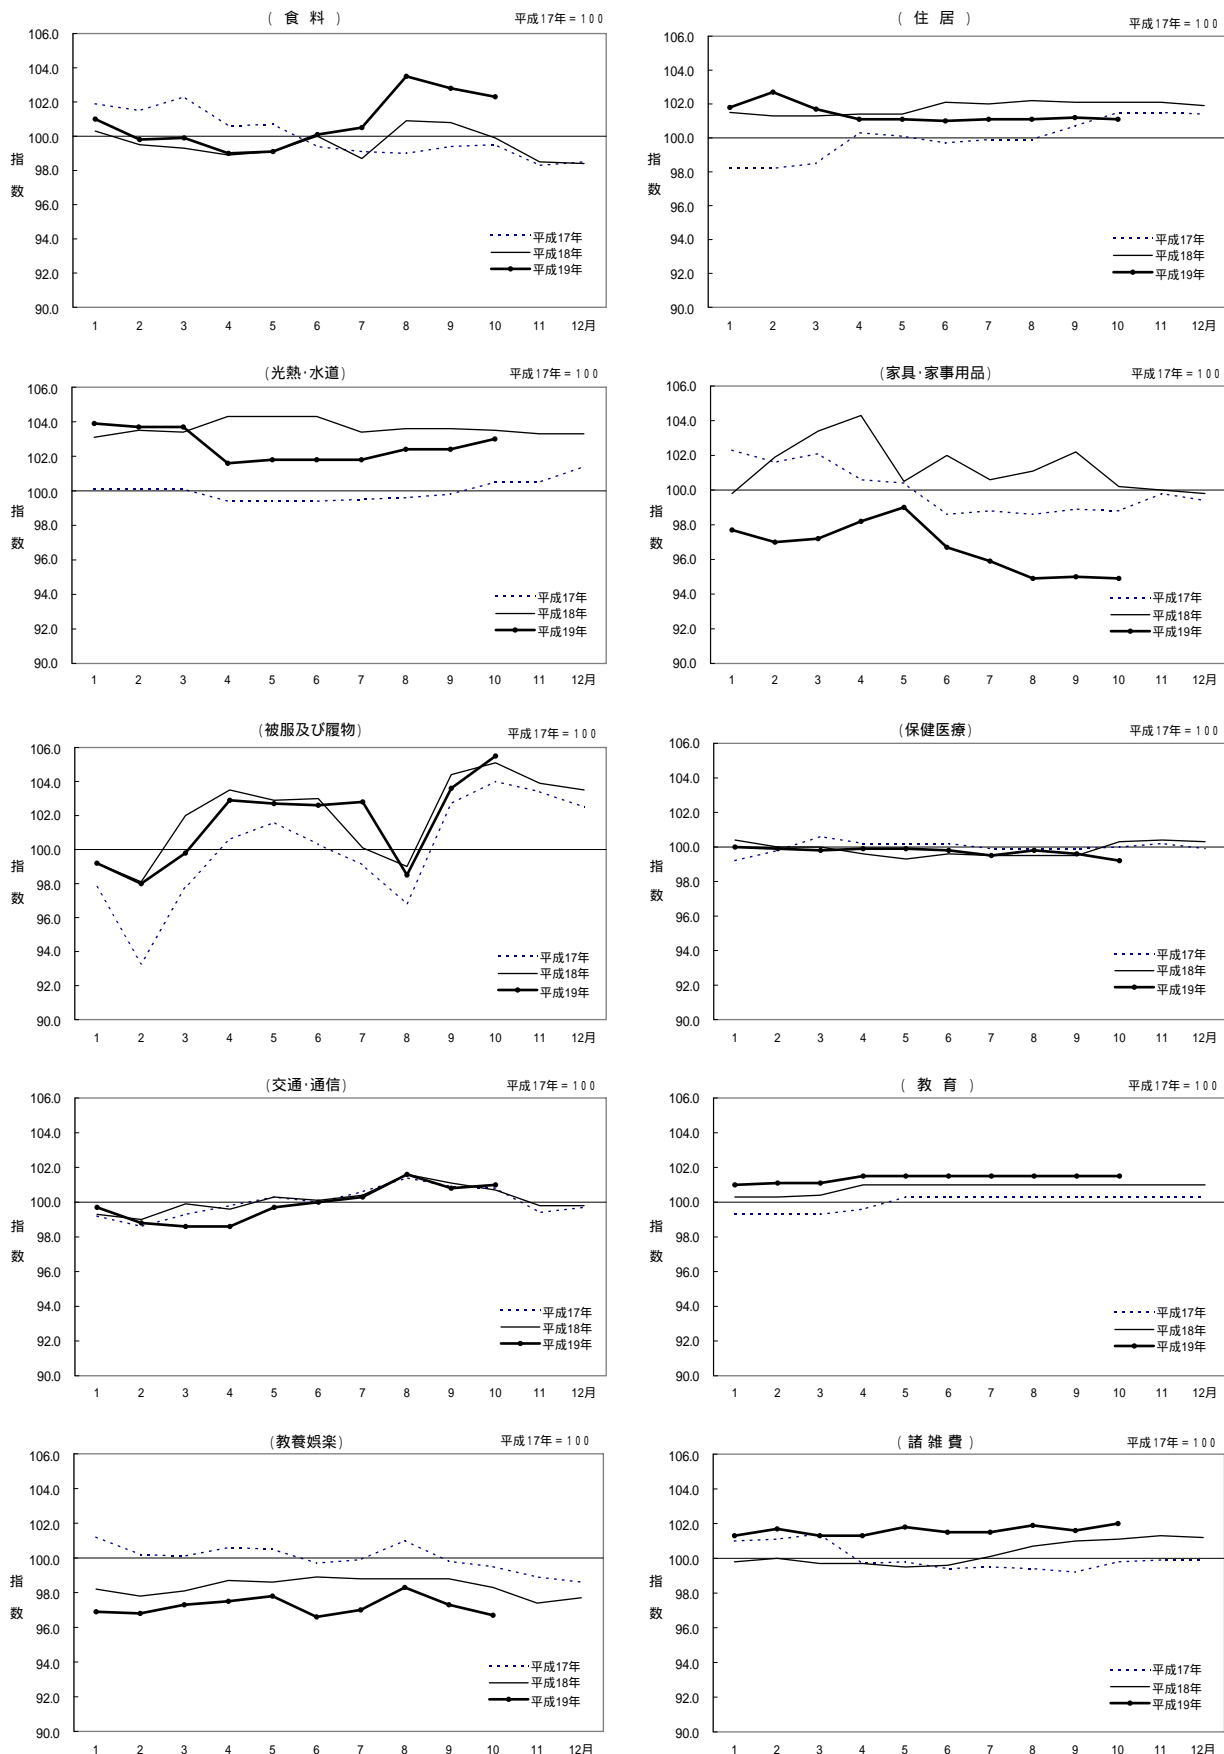 ( 食 料 )
平成17年 = 100
106.0
104.0
102.0
100.0
98.0
96.0
94.0
92.0
90.0
指
数
平成17年
平成18年
平成19年
1 2 3 4 5 6 7 8 9 10 11 12月
( 住 居 )
平成17年 = 100
106.0
104.0
102.0
100.0
98.0
96.0
94.0
92.0
90.0
指
数
平成17年
平成18年
平成19年
1 2 3 4 5 6 7 8 9 10 11 12月
(光熱·水道)
平成17年 = 100
106.0
104.0
102.0
100.0
98.0
96.0
94.0
92.0
90.0
指
数
平成17年
平成18年
平成19年
1 2 3 4 5 6 7 8 9 10 11 12月
(家具·家事用品)
平成17年 = 100
106.0
104.0
102.0
100.0
98.0
96.0
94.0
92.0
90.0
指
数
平成17年
平成18年
平成19年
1 2 3 4 5 6 7 8 9 10 11 12月
(被服及び履物)
平成17年 = 100
106.0
104.0
102.0
100.0
98.0
96.0
94.0
92.0
90.0
指
数
平成17年
平成18年
平成19年
1 2 3 4 5 6 7 8 9 10 11 12月
(保健医療)
平成17年 = 100
106.0
104.0
102.0
100.0
98.0
96.0
94.0
92.0
90.0
指
数
平成17年
平成18年
平成19年
1 2 3 4 5 6 7 8 9 10 11 12月
(交通·通信)
平成17年 = 100
106.0
104.0
102.0
100.0
98.0
96.0
94.0
92.0
90.0
指
数
平成17年
平成18年
平成19年
1 2 3 4 5 6 7 8 9 10 11 12月
( 教 育 )
平成17年 = 100
106.0
104.0
102.0
100.0
98.0
96.0
94.0
92.0
90.0
指
数
平成17年
平成18年
平成19年
1 2 3 4 5 6 7 8 9 10 11 12月
(教養娯楽)
平成17年 = 100
106.0
104.0
102.0
100.0
98.0
96.0
94.0
92.0
90.0
指
数
平成17年
平成18年
平成19年
1 2 3 4 5 6 7 8 9 10 11 12月
( 諸 雑 費 )
平成17年 = 100
106.0
104.0
102.0
100.0
98.0
96.0
94.0
92.0
90.0
指
数
平成17年
平成18年
平成19年
1 2 3 4 5 6 7 8 9 10 11 12月